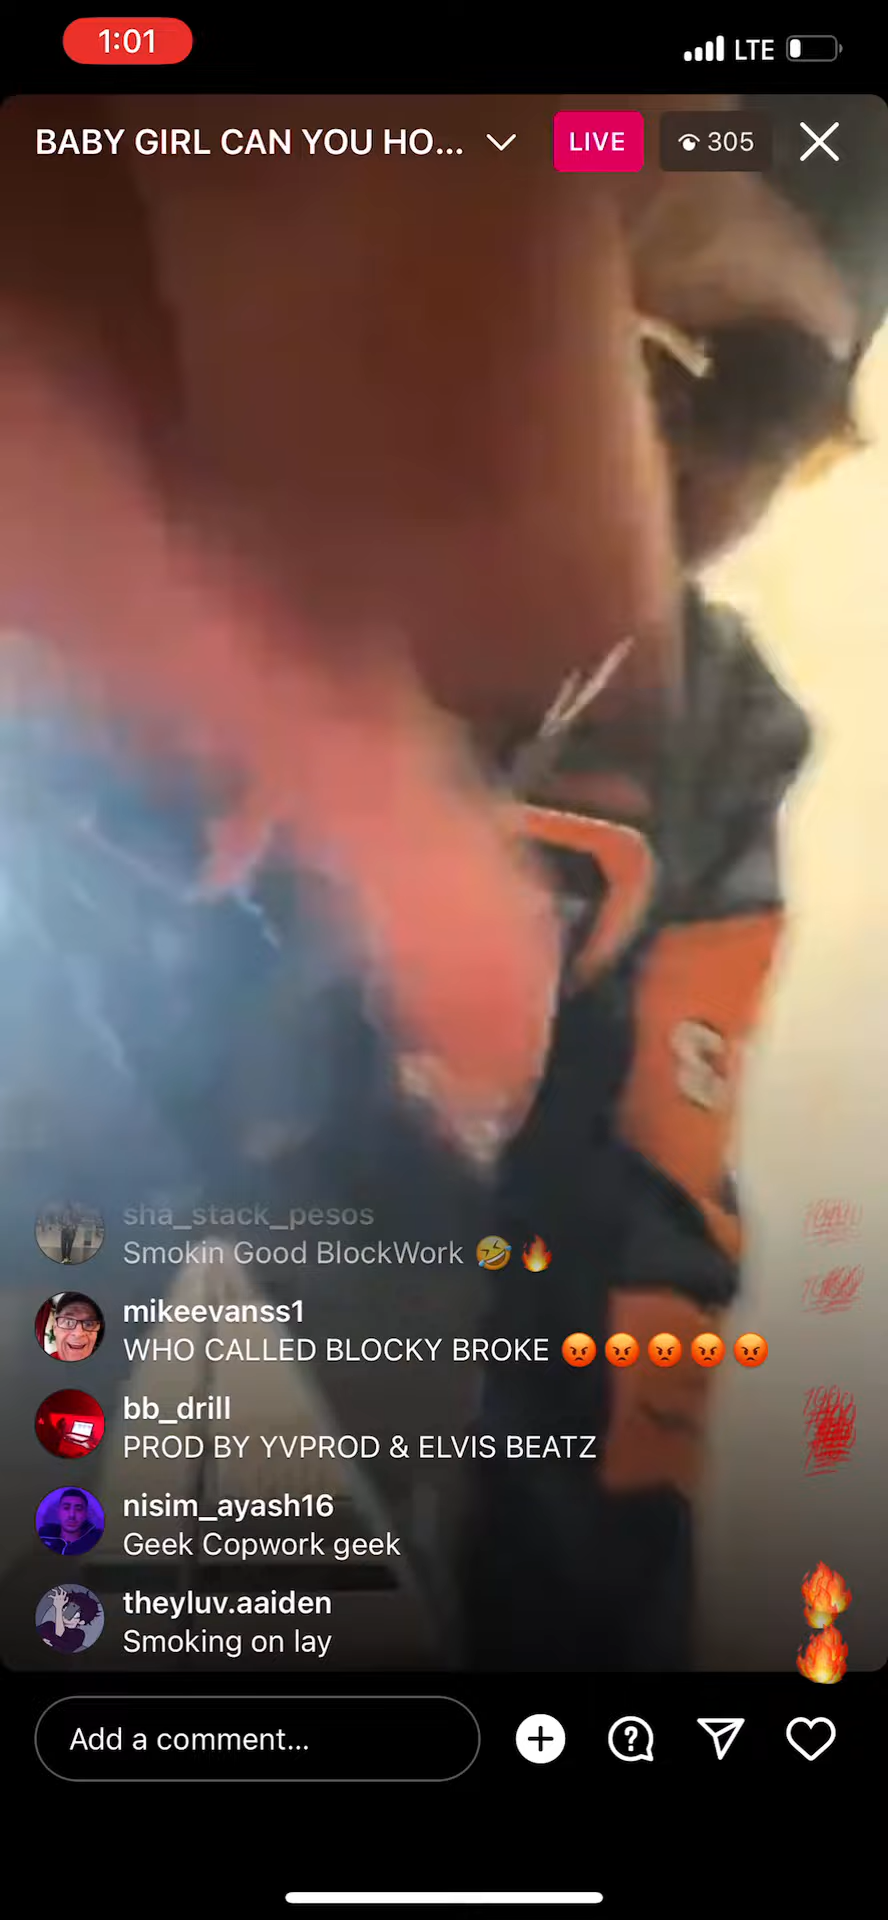 1:01
LTE
BABY GIRL CAN YOU HO...
LIVE
305
sha_stack_pesos
Smokin Good BlockWork 🤣🔥
mikeevanss1
WHO CALLED BLOCKY BROKE 😡😡😡😡😡
bb_drill
PROD BY YVPROD & ELVIS BEATZ
nisim_ayash16
Geek Copwork geek
theyluv.aaiden
Smoking on lay
Add a comment...